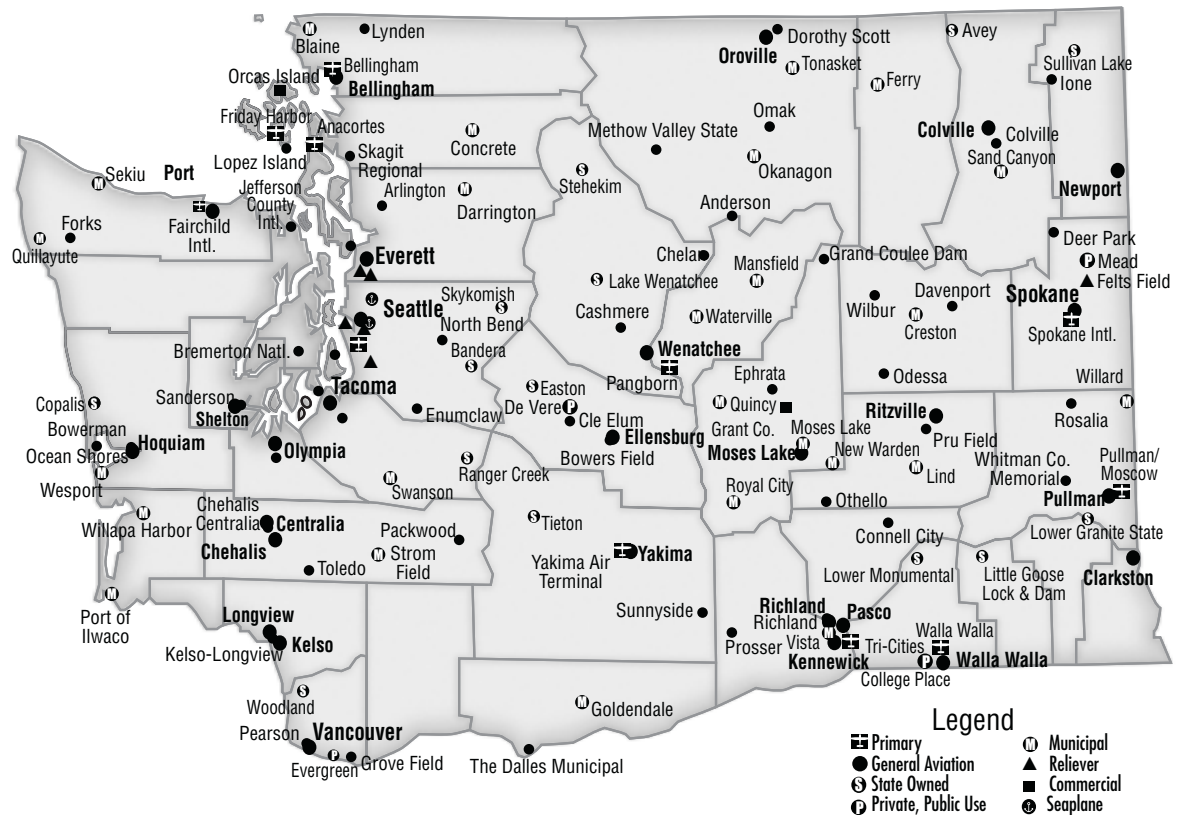 Blaine
Lynden
Bellingham
Bellingham
Orcas Island
Friday Harbor
Anacortes
Lopez Island
Skagit
Regional
Concrete
Arlington
Darrington
Jefferson
County
Intl.
Port
Sekiu
Forks
Quillayute
Fairchild
Intl.
Everett
Seattle
Skykomish
North Bend
Bandera
Bremerton Natl.
Tacoma
Enumclaw
Sanderson
Shelton
Copalis
Bowerman
Hoquiam
Ocean Shores
Wesport
Olympia
Ranger Creek
Swanson
Willapa Harbor
Chehalis
Centralia
Centralia
Chehalis
Packwood
Strom
Field
Toledo
Port of
Ilwaco
Longview
Kelso
Kelso-Longview
Woodland
Pearson
Vancouver
Evergreen
Grove Field
The Dalles Municipal
Goldendale
Oroville
Dorothy Scott
Tonasket
Omak
Methow Valley State
Okanagon
Stehekim
Anderson
Chelan
Mansfield
Lake Wenatchee
Cashmere
Waterville
Wenatchee
Pangborn
Easton
De Vere
Cle Elum
Ellensburg
Bowers Field
Tieton
Yakima Air
Terminal
Yakima
Sunnyside
Prosser
Avey
Ferry
Sullivan Lake
Ione
Colville
Colville
Sand Canyon
Newport
Deer Park
Mead
Felts Field
Grand Coulee Dam
Wilbur
Davenport
Creston
Spokane
Spokane Intl.
Odessa
Willard
Ephrata
Quincy
Grant Co.
Moses Lake
Moses Lake
New Warden
Royal City
Othello
Ritzville
Pru Field
Lind
Rosalia
Whitman Co.
Memorial
Pullman/
Moscow
Pullman
Lower Granite State
Connell City
Lower Monumental
Little Goose
Lock & Dam
Clarkston
Richland
Richland
Vista
Pasco
Kennewick
Tri-Cities
Walla Walla
Walla Walla
College Place
Legend
Primary
General Aviation
S State Owned
P Private, Public Use
M Municipal
Reliever
Commercial
Seaplane